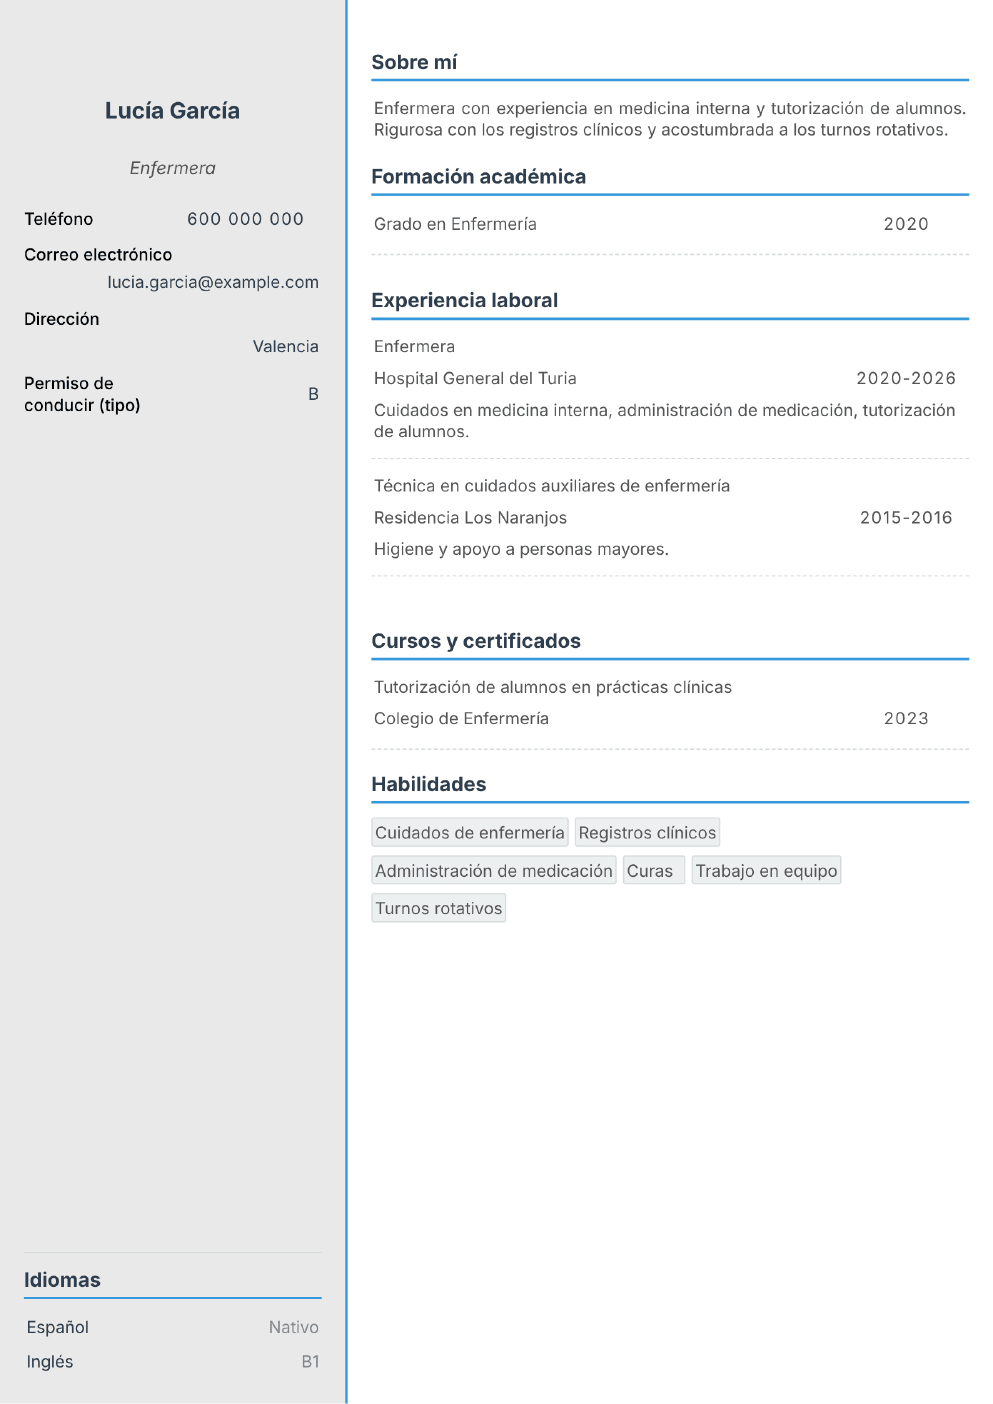 Lucía García
Enfermera
Teléfono 600 000 000
Correo electrónico
lucia.garcia@example.com
Dirección
Valencia
Permiso de
conducir (tipo) B
Idiomas
Español Nativo
Inglés B1
Sobre mí
Enfermera con experiencia en medicina interna y tutorización de alumnos.
Rigurosa con los registros clínicos y acostumbrada a los turnos rotativos.
Formación académica
Grado en Enfermería 2020
Experiencia laboral
Enfermera
Hospital General del Turia 2020-2026
Cuidados en medicina interna, administración de medicación, tutorización
de alumnos.
Técnica en cuidados auxiliares de enfermería
Residencia Los Naranjos 2015-2016
Higiene y apoyo a personas mayores.
Cursos y certificados
Tutorización de alumnos en prácticas clínicas
Colegio de Enfermería 2023
Habilidades
Cuidados de enfermería Registros clínicos
Administración de medicación Curas Trabajo en equipo
Turnos rotativos